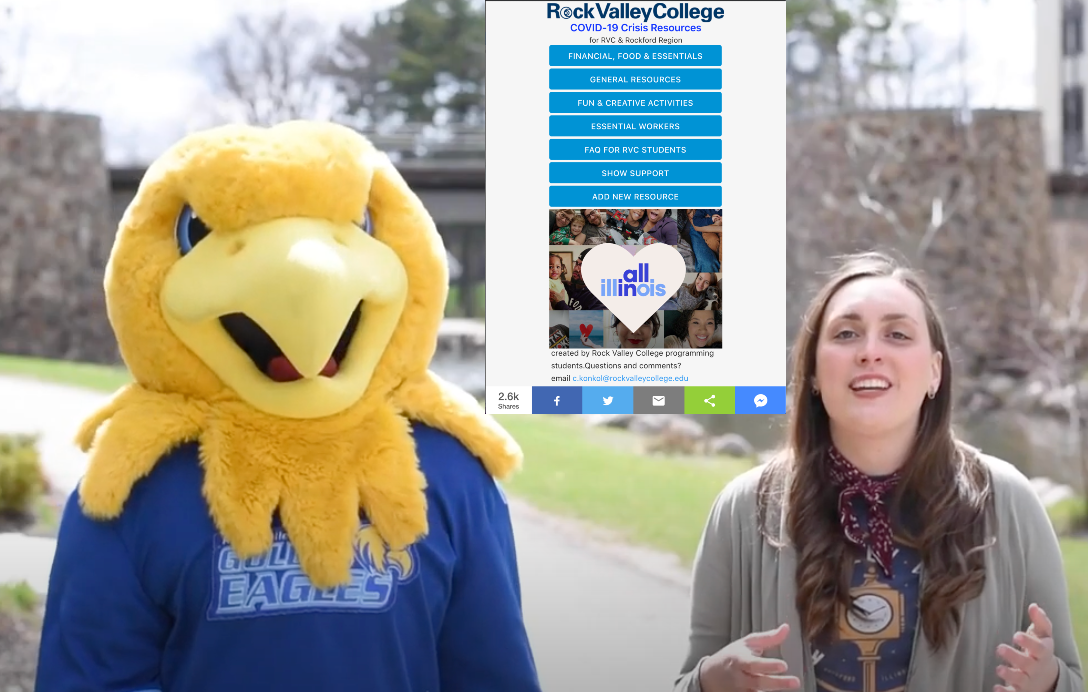 RockValleyCollege
COVID-19 Crisis Resources
for RVC & Rockford Region
FINANCIAL, FOOD & ESSENTIALS
GENERAL RESOURCES
FUN & CREATIVE ACTIVITIES
ESSENTIAL WORKERS
FAQ FOR RVC STUDENTS
SHOW SUPPORT
ADD NEW RESOURCE
all
illinois
created by Rock Valley College programming
students.Questions and comments?
email c.konkol@rockvalleycollege.edu
2.6k
Shares
GOLDEN
EAGLES